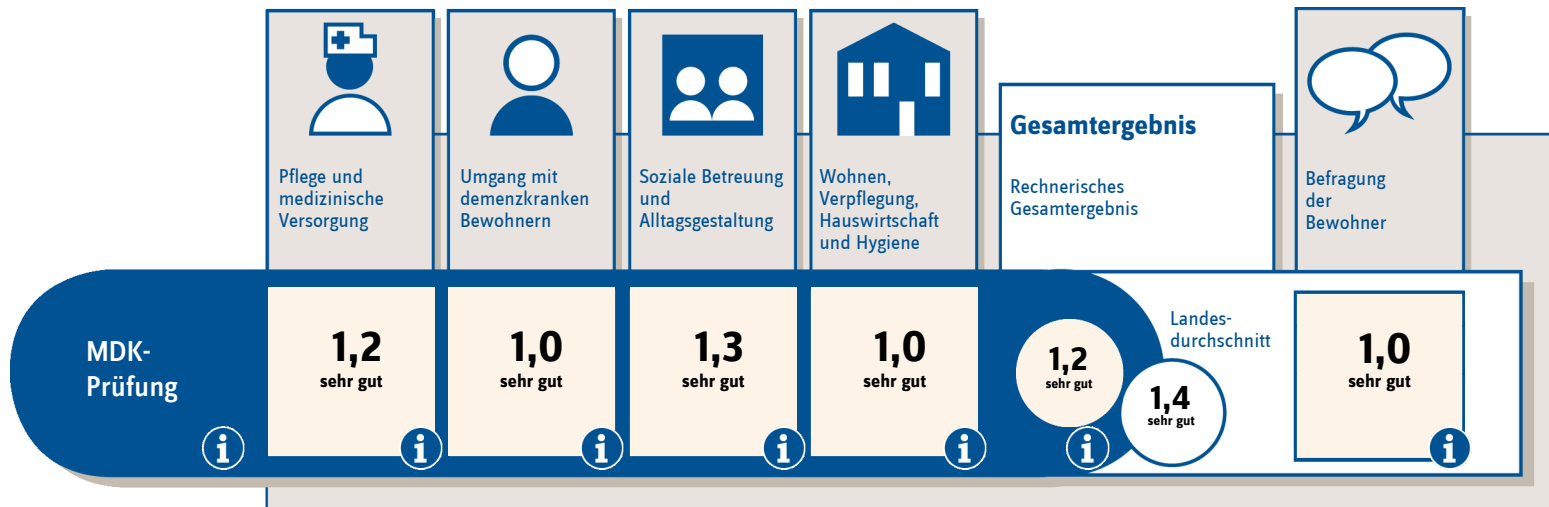 Pflege und
medizinische
Versorgung
Umgang mit
demenzkranken
Bewohnern
Soziale Betreuung
und
Alltagsgestaltung
Wohnen,
Verpflegung,
Hauswirtschaft
und Hygiene
Gesamtergebnis
Rechnerisches
Gesamtergebnis
Befragung
der
Bewohner
MDK-
Prüfung
i
1,2
sehr gut
i
1,0
sehr gut
i
1,3
sehr gut
i
1,0
sehr gut
i
1,2
sehr gut
i
Landes-
durchschnitt
1,4
sehr gut
1,0
sehr gut
i